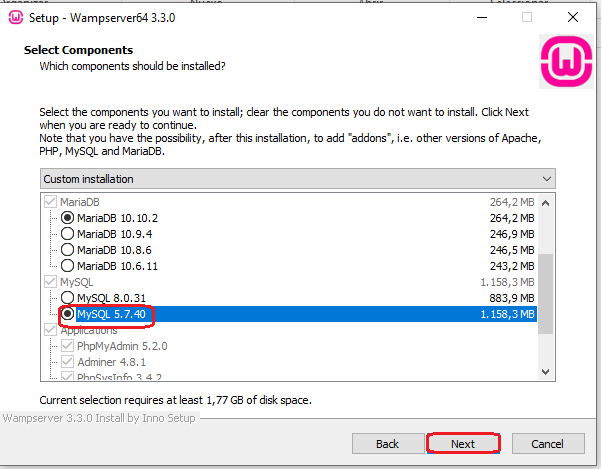 Setup - Wampserver64 3.3.0
Select Components
Which components should be installed?
Select the components you want to install; clear the components you do not want to install. Click Next
when you are ready to continue.
Note that you have the possibility, after this installation, to add "addons", i.e. other versions of Apache,
PHP, MySQL and MariaDB.
Custom installation
MariaDB 264,2 MB
MariaDB 10.10.2 264,2 MB
MariaDB 10.9.4 246,9 MB
MariaDB 10.8.6 246,5 MB
MariaDB 10.6.11 243,2 MB
MySQL 1.158,3 MB
MySQL 8.0.31 883,9 MB
MySQL 5.7.40 1.158,3 MB
Applications
PhpMyAdmin 5.2.0
Adminer 4.8.1
PhpSysInfo 3.4.2
Current selection requires at least 1,77 GB of disk space.
Wampserver 3.3.0 Install by Inno Setup
Back Next Cancel